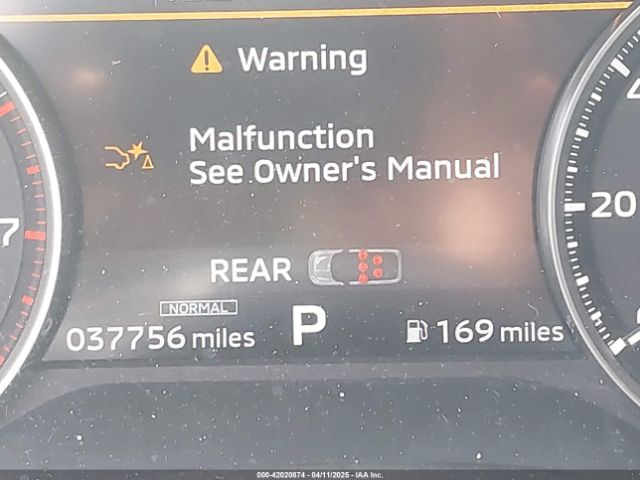 Warning
Malfunction
See Owner's Manual
7
20
REAR
NORMAL
037756 miles P 169 miles
000-42020874 - 04/11/2025 - IAA Inc.